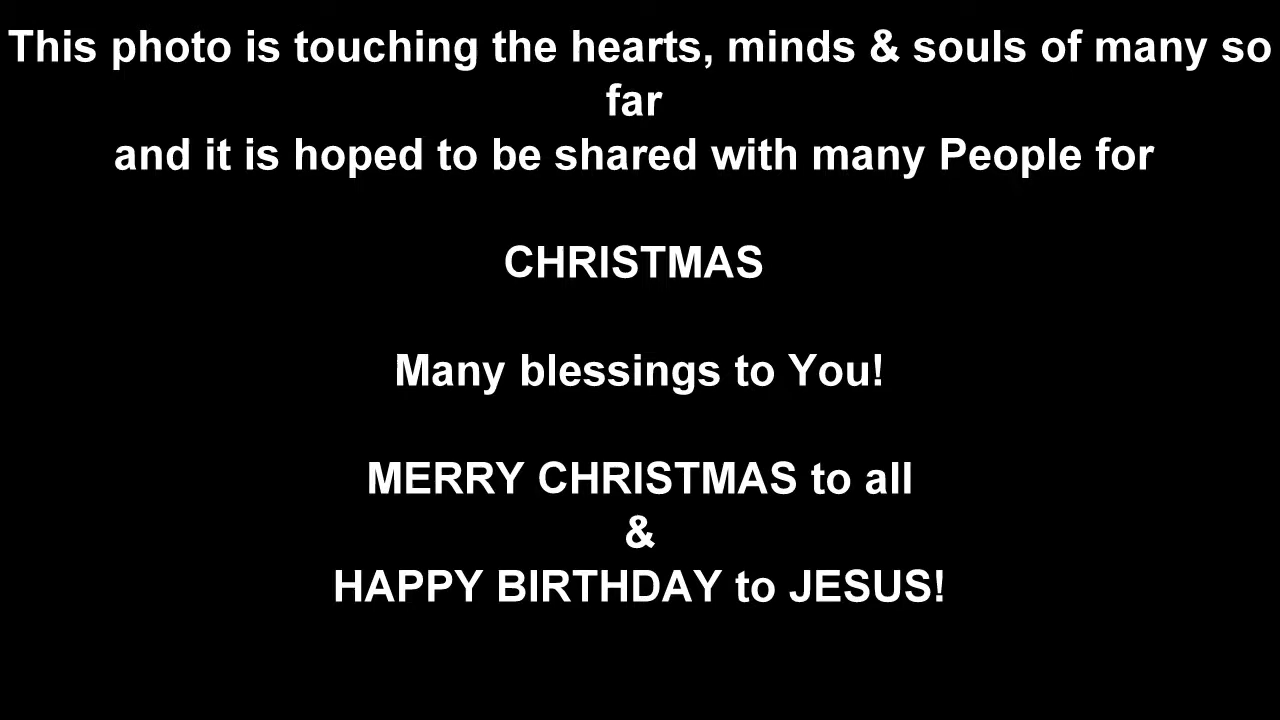 This photo is touching the hearts, minds & souls of many so
far
and it is hoped to be shared with many People for
CHRISTMAS
Many blessings to You!
MERRY CHRISTMAS to all
&
HAPPY BIRTHDAY to JESUS!